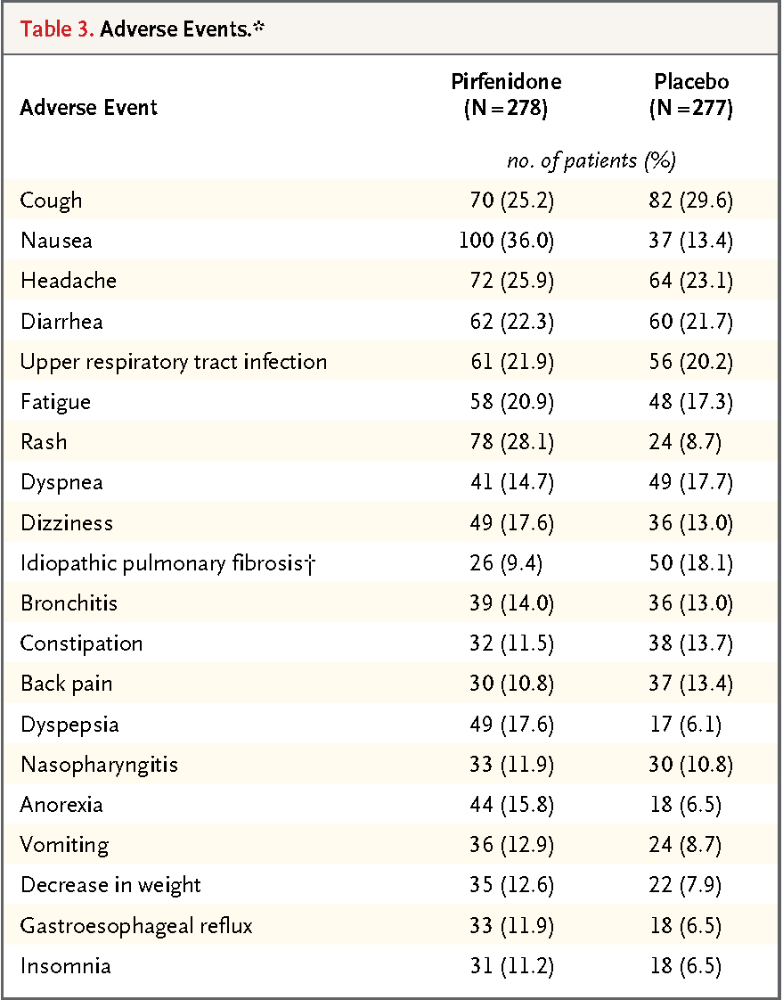 Table 3. Adverse Events.*
Adverse Event Pirfenidone (N=278) Placebo (N=277)
no. of patients (%)
Cough 70 (25.2) 82 (29.6)
Nausea 100 (36.0) 37 (13.4)
Headache 72 (25.9) 64 (23.1)
Diarrhea 62 (22.3) 60 (21.7)
Upper respiratory tract infection 61 (21.9) 56 (20.2)
Fatigue 58 (20.9) 48 (17.3)
Rash 78 (28.1) 24 (8.7)
Dyspnea 41 (14.7) 49 (17.7)
Dizziness 49 (17.6) 36 (13.0)
Idiopathic pulmonary fibrosis† 26 (9.4) 50 (18.1)
Bronchitis 39 (14.0) 36 (13.0)
Constipation 32 (11.5) 38 (13.7)
Back pain 30 (10.8) 37 (13.4)
Dyspepsia 49 (17.6) 17 (6.1)
Nasopharyngitis 33 (11.9) 30 (10.8)
Anorexia 44 (15.8) 18 (6.5)
Vomiting 36 (12.9) 24 (8.7)
Decrease in weight 35 (12.6) 22 (7.9)
Gastroesophageal reflux 33 (11.9) 18 (6.5)
Insomnia 31 (11.2) 18 (6.5)